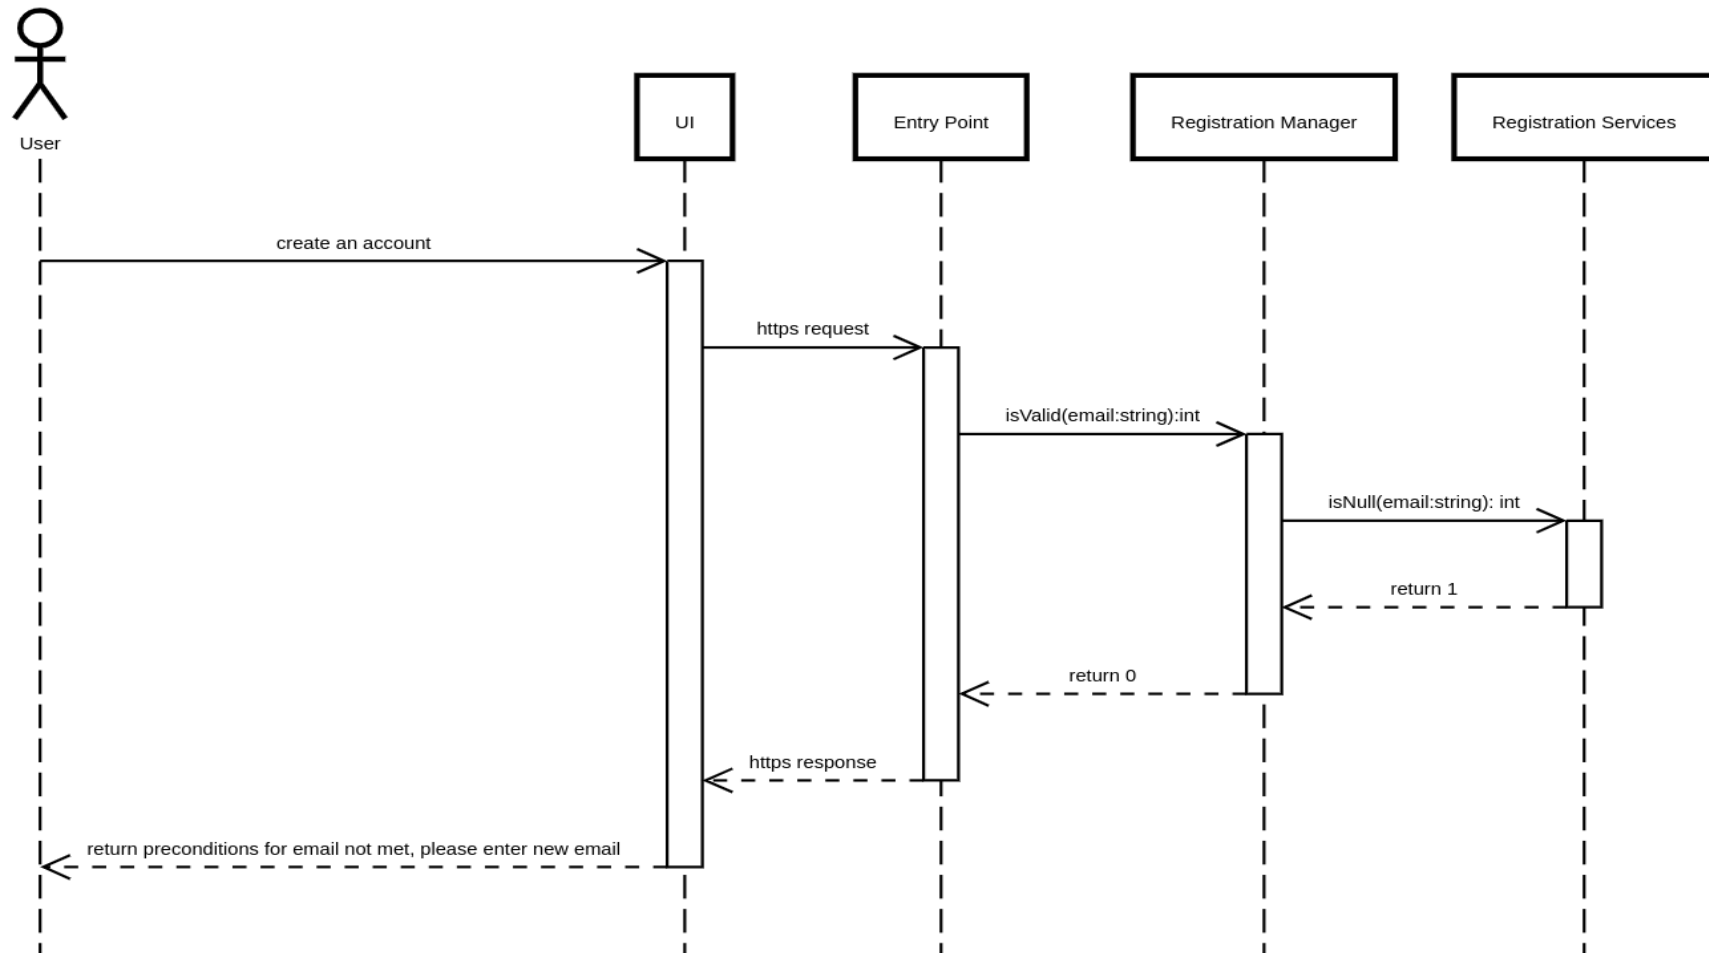 User
UI
Entry Point
Registration Manager
Registration Services
create an account
https request
isValid(email:string):int
isNull(email:string): int
return 1
return 0
https response
return preconditions for email not met, please enter new email